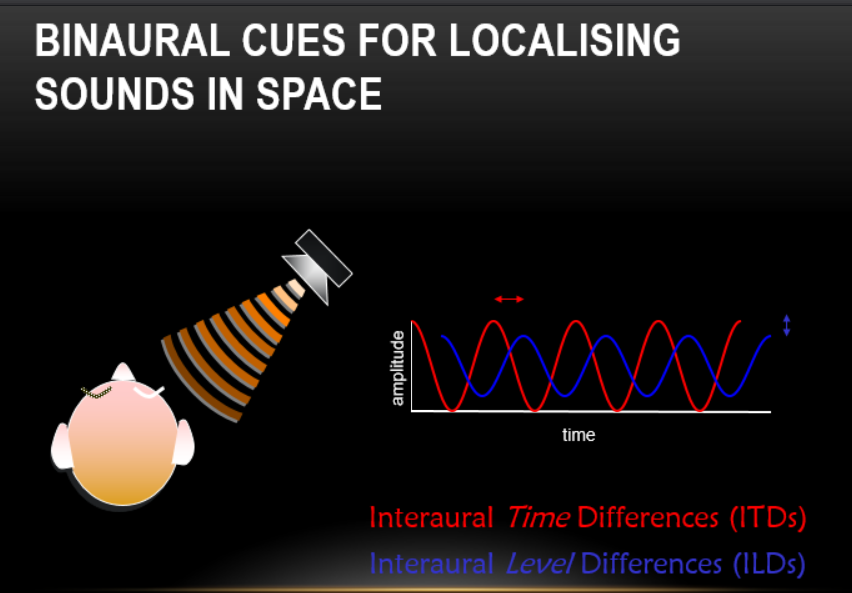 BINAURAL CUES FOR LOCALISING
SOUNDS IN SPACE
amplitude
time
Interaural Time Differences (ITDs)
Interaural Level Differences (ILDs)